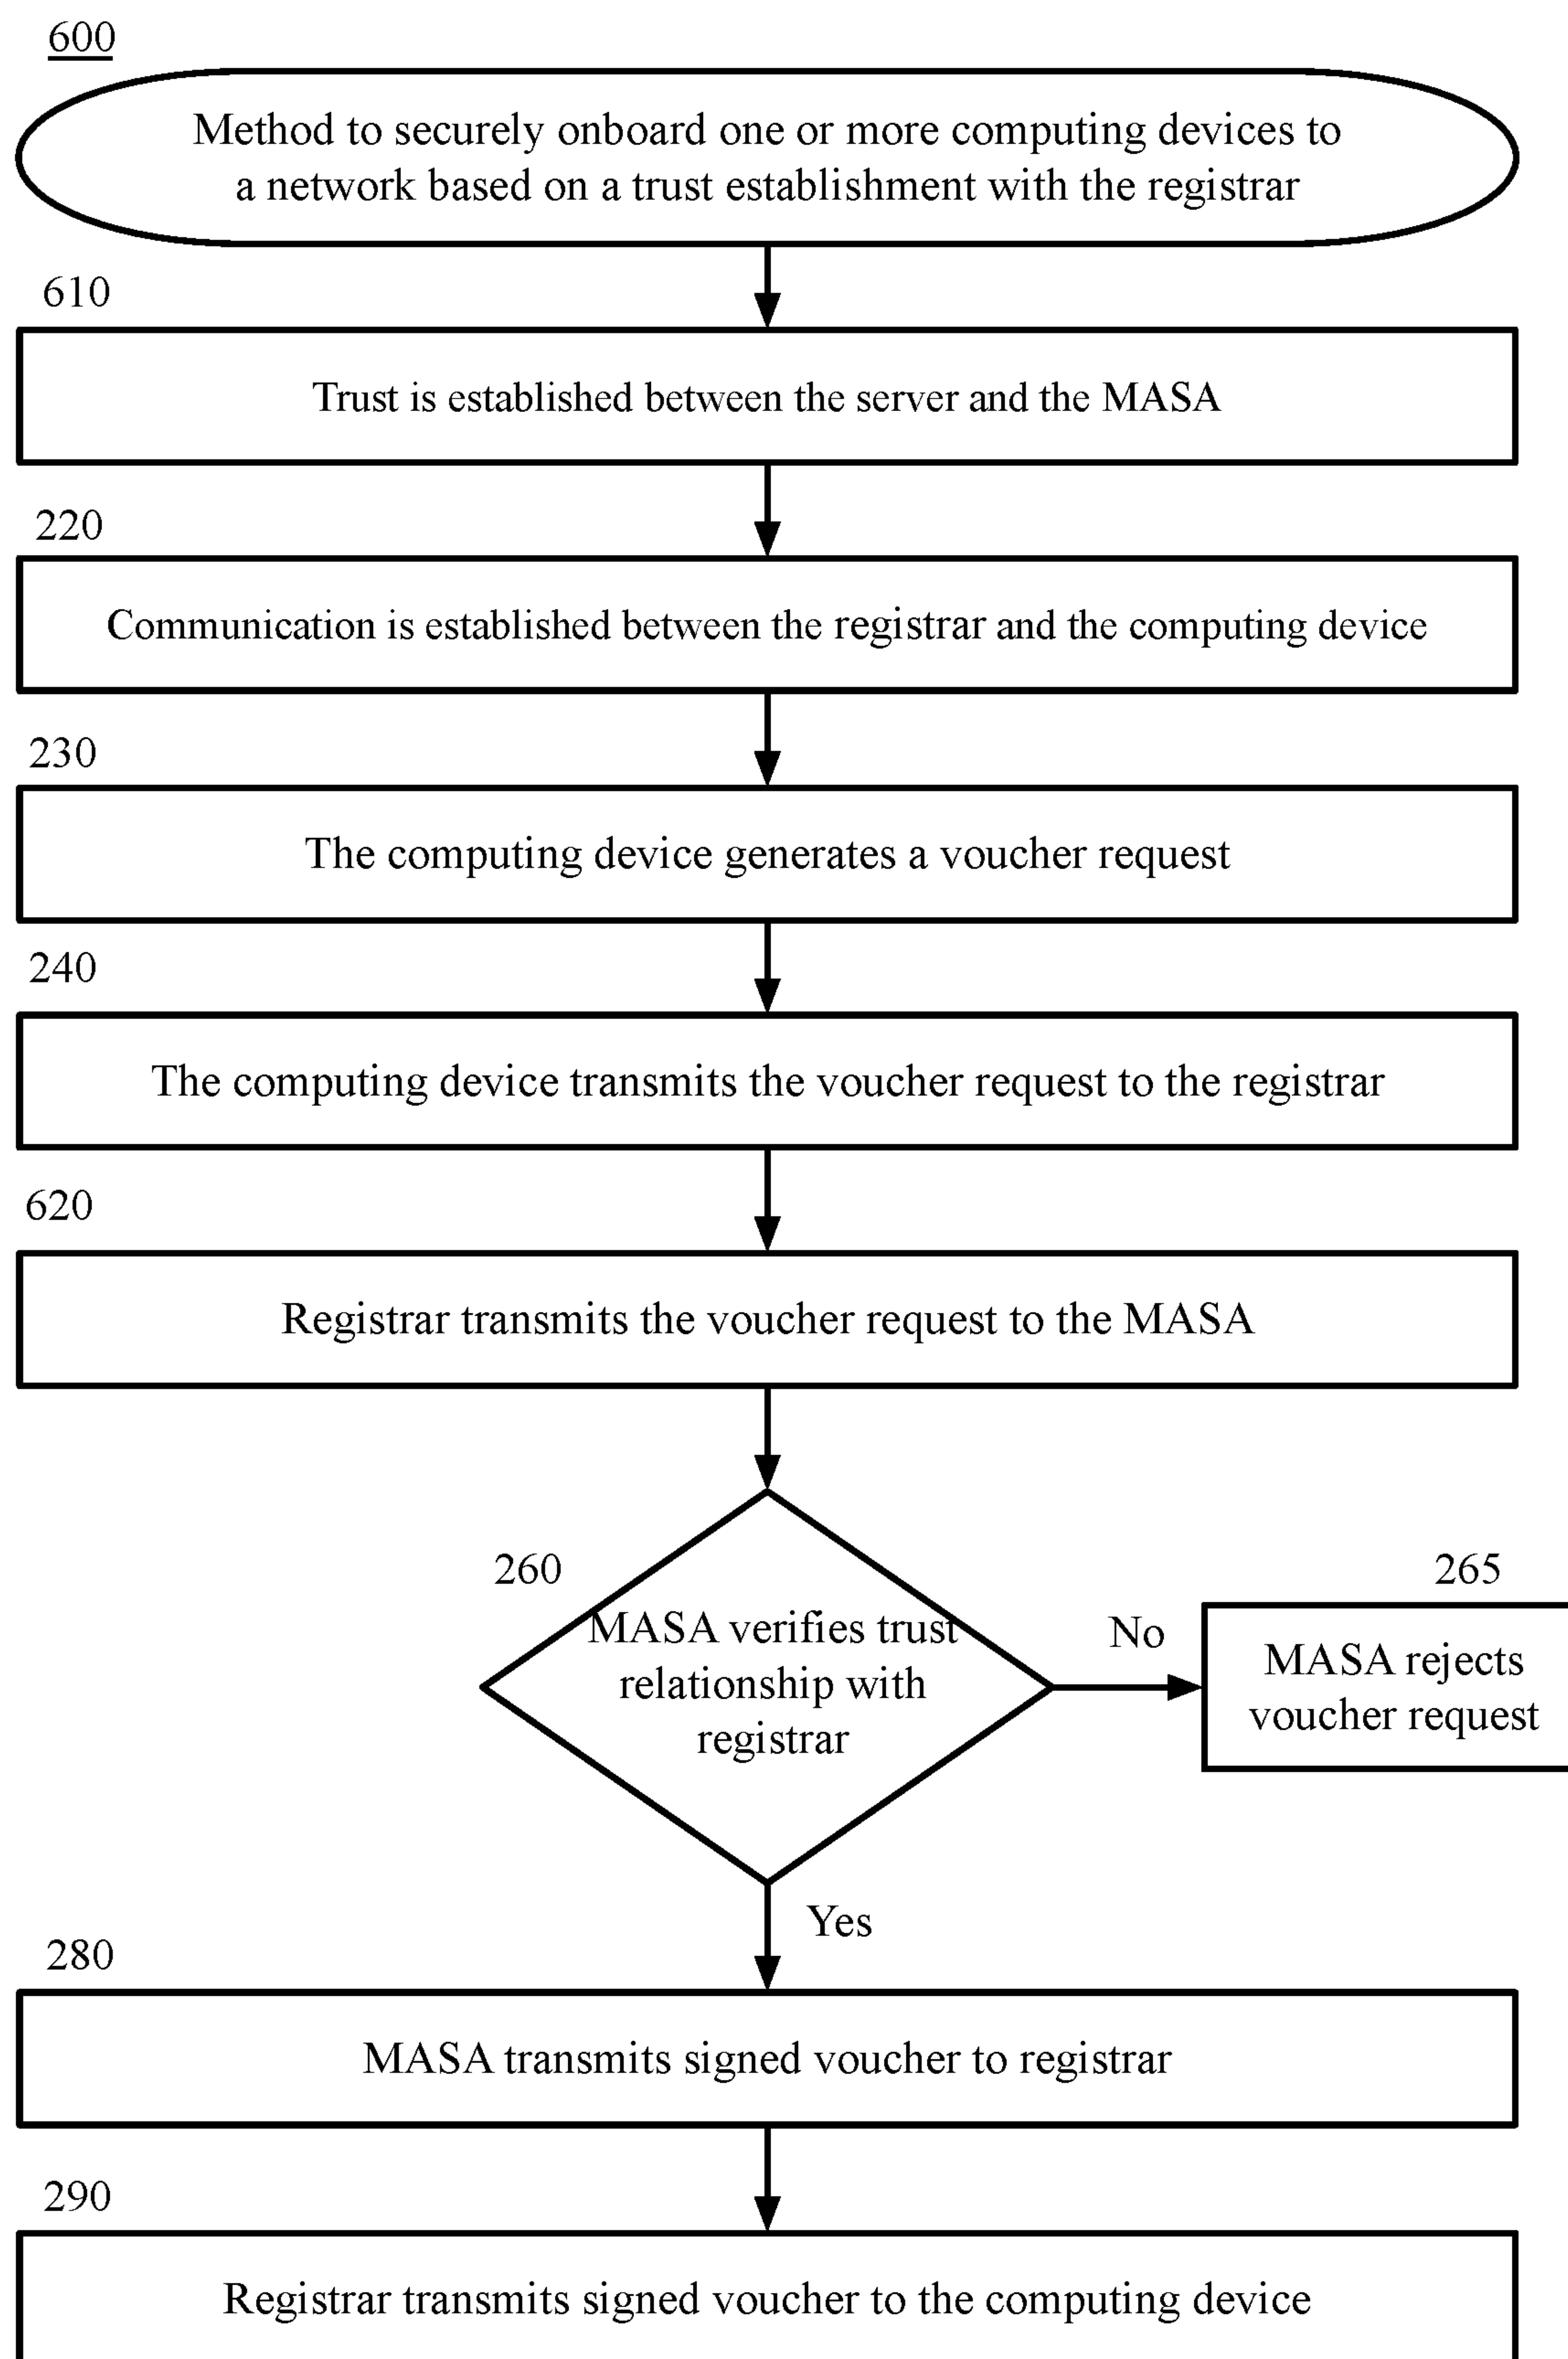 600
Method to securely onboard one or more computing devices to
a network based on a trust establishment with the registrar
610
Trust is established between the server and the MASA
220
Communication is established between the registrar and the computing device
230
The computing device generates a voucher request
240
The computing device transmits the voucher request to the registrar
620
Registrar transmits the voucher request to the MASA
260
MASA verifies trust
relationship with
registrar
No
265
MASA rejects
voucher request
Yes
280
MASA transmits signed voucher to registrar
290
Registrar transmits signed voucher to the computing device